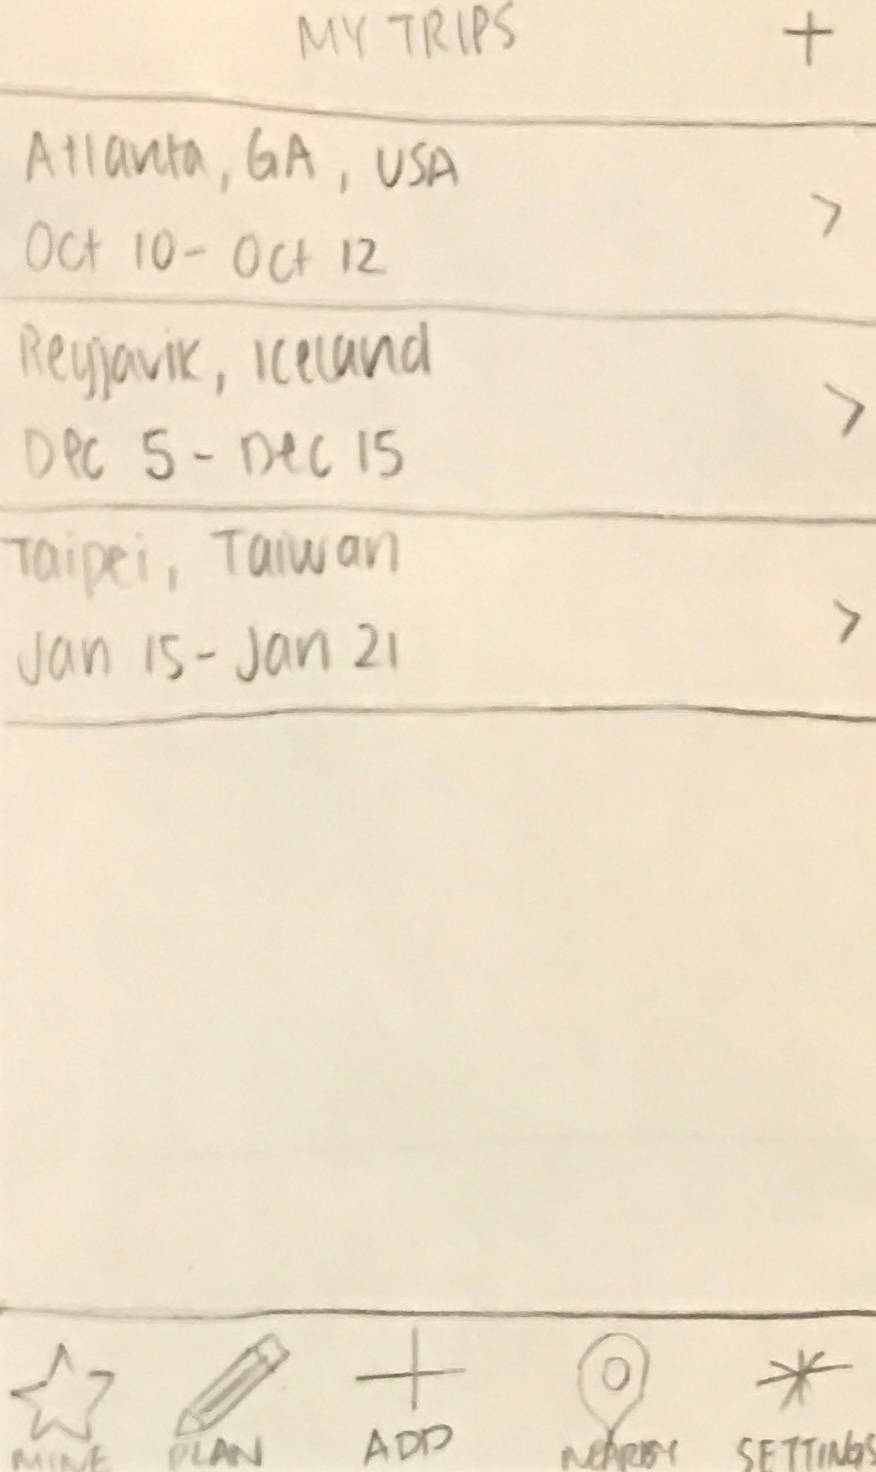 MY TRIPS +
Atlanta, GA, USA >
Oct 10 - Oct 12
Reyjavik, Iceland >
Dec 5 - Dec 15
Taipei, Taiwan >
Jan 15 - Jan 21
MINE PLAN ADD NEARBY SETTINGS